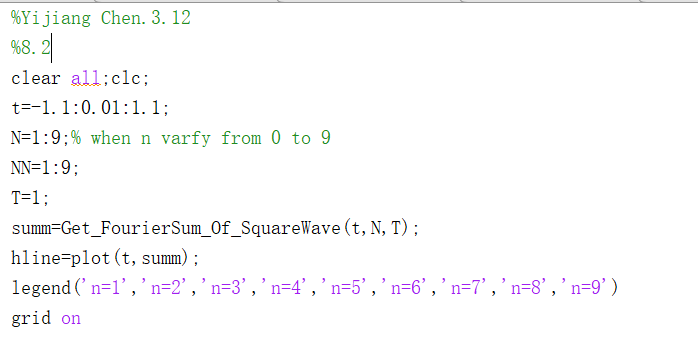 %Yijiang Chen.3.12
%8.2
clear all;clc;
t=-1.1:0.01:1.1;
N=1:9;% when n varfy from 0 to 9
NN=1:9;
T=1;
summ=Get_FourierSum_Of_SquareWave(t,N,T);
hline=plot(t,summ);
legend('n=1','n=2','n=3','n=4','n=5','n=6','n=7','n=8','n=9')
grid on